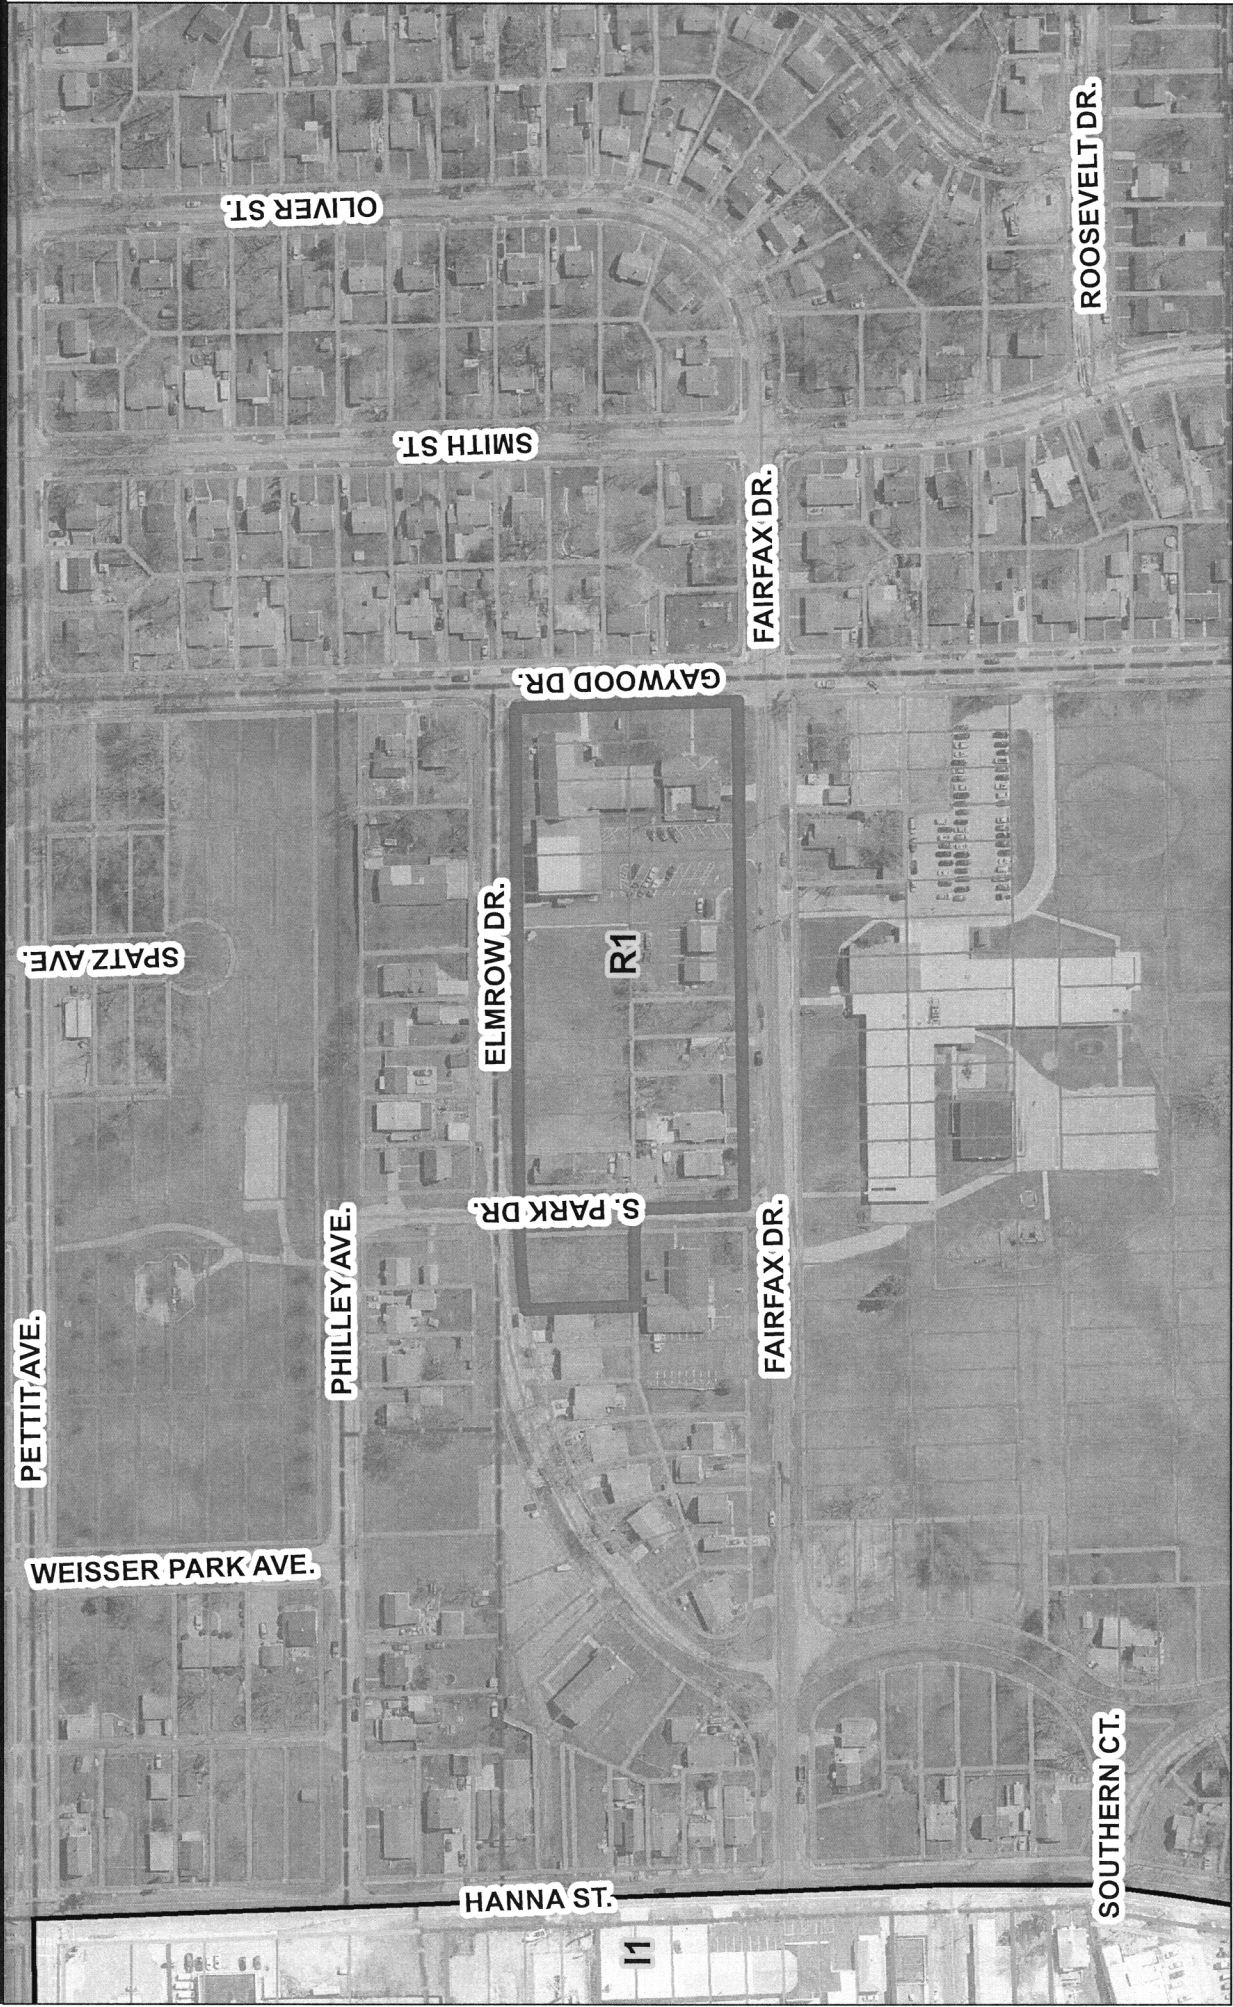 PETTIT AVE.
SPATZ AVE.
WEISSER PARK AVE.
PHILLEY AVE.
OLIVER ST.
SMITH ST.
ELMROW DR.
GAYWOOD DR.
S. PARK DR.
R1
HANNA ST.
I1
FAIRFAX DR.
FAIRFAX DR.
ROOSEVELT DR.
SOUTHERN CT.